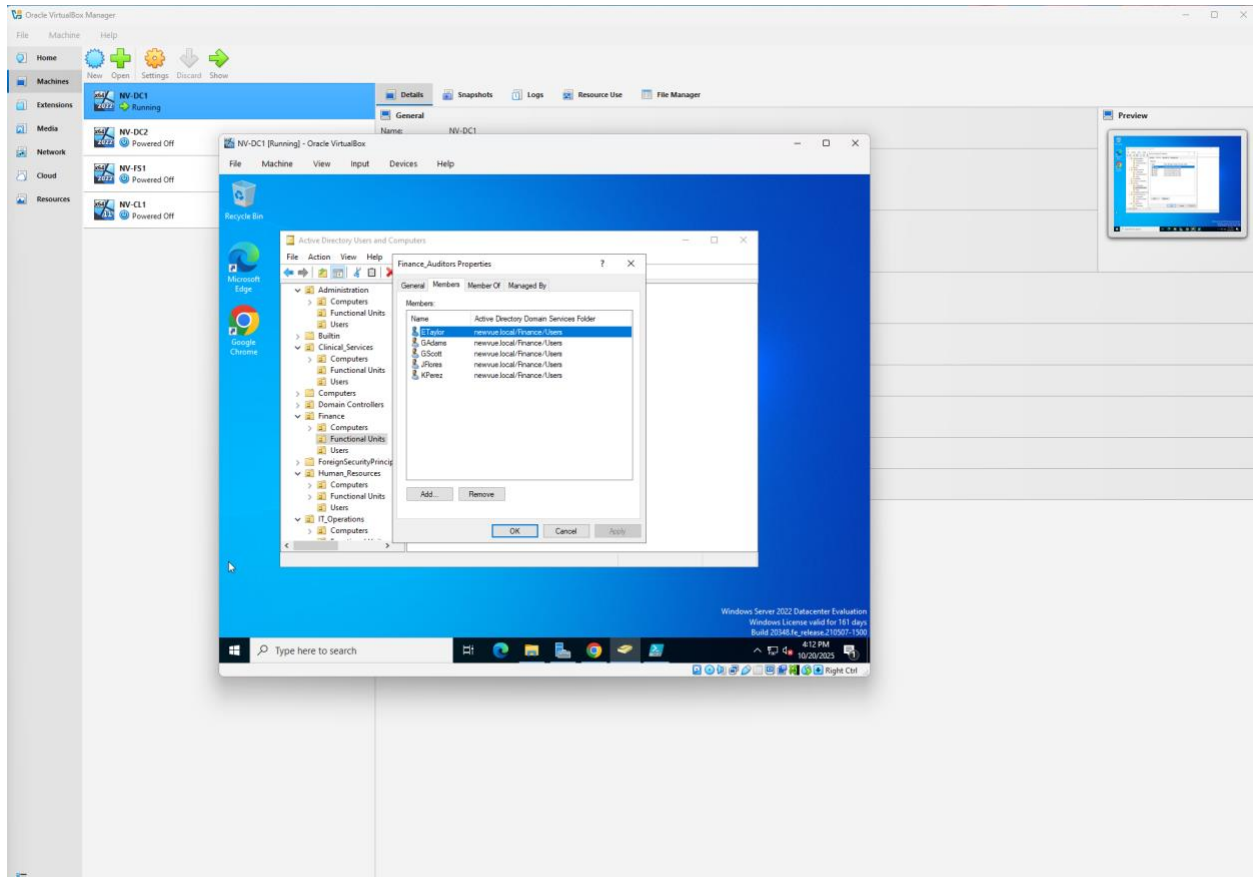 Oracle VirtualBox Manager
File Machine Help
Home
Machines
Extensions
Media
Network
Cloud
Resources
New Open Settings Discard Show
NV-DC1
Running
NV-DC2
Powered Off
NV-FS1
Powered Off
NV-CL1
Powered Off
Details Snapshots Logs Resource Use File Manager
General
Name: NV-DC1
Preview
NV-DC1 [Running] - Oracle VirtualBox
File Machine View Input Devices Help
Recycle Bin
Microsoft
Edge
Google
Chrome
Active Directory Users and Computers
File Action View Help
Administration
Computers
Functional Units
Users
Builtin
Clinical_Services
Computers
Functional Units
Users
Computers
Domain Controllers
Finance
Computers
Functional Units
Users
ForeignSecurityPrincip
Human_Resources
Computers
Functional Units
Users
IT_Operations
Computers
Finance_Auditors Properties
General Members Member Of Managed By
Members:
Name Active Directory Domain Services Folder
ETaylor newvue.local/Finance/Users
GAdams newvue.local/Finance/Users
GScott newvue.local/Finance/Users
JFlores newvue.local/Finance/Users
KPerez newvue.local/Finance/Users
Add... Remove
OK Cancel Apply
Windows Server 2022 Datacenter Evaluation
Windows License valid for 161 days
Build 20348.fe_release.210507-1500
Type here to search
4:12 PM
10/20/2025
Right Ctrl